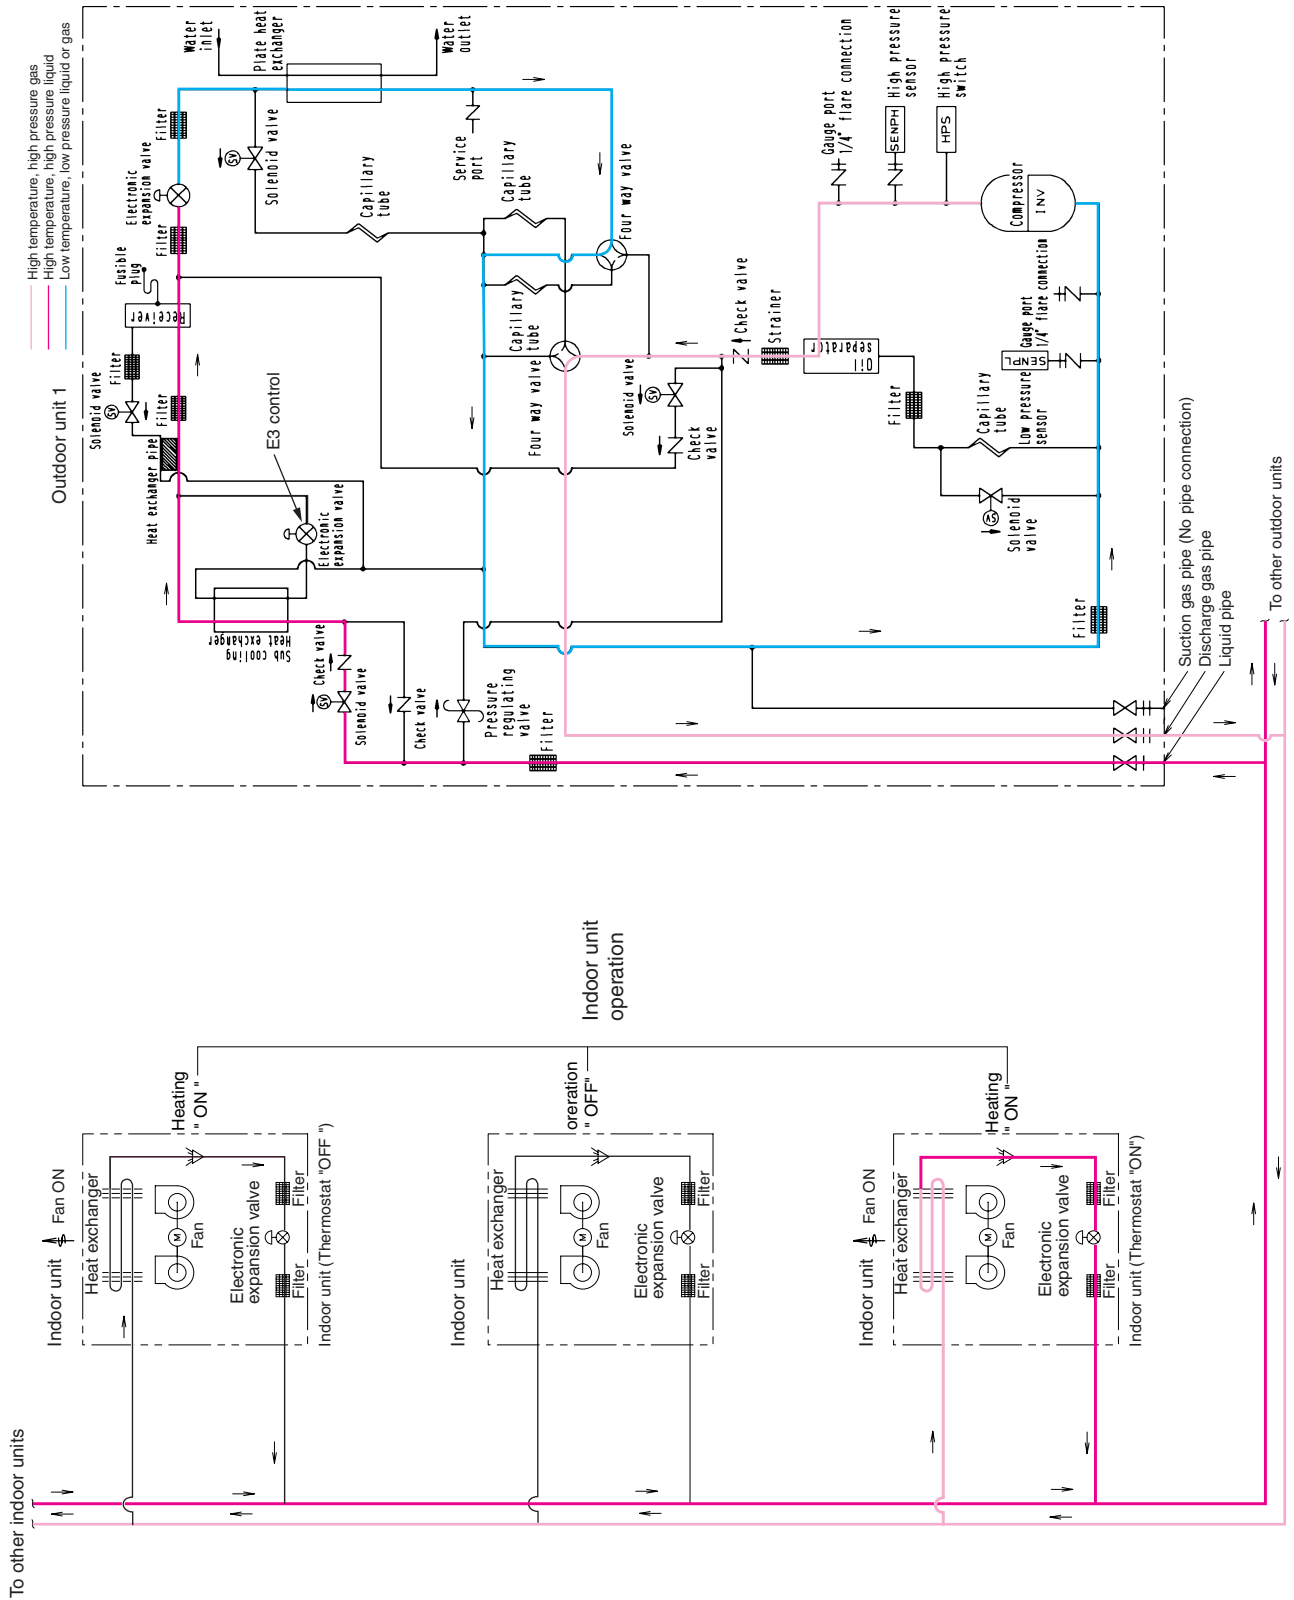 High temperature, high pressure gas
High temperature, high pressure liquid
Low temperature, low pressure liquid or gas
Outdoor unit 1
Water
inlet
Plate heat
exchanger
Water
outlet
Filter
Electronic
expansion valve
Filter
Fusible
plug
Receiver
Filter
Solenoid valve
SV
Filter
Heat exchanger pipe
E3 control
Electronic
expansion valve
Sub cooling
Heat exchanger
Check valve
SV
Solenoid valve
Check valve
Pressure
regulating
valve
Filter
SV
Solenoid valve
Capillary
tube
Service
port
Capillary
tube
Four way valve
Capillary
tube
Four way valve
Check valve
Strainer
Solenoid valve
SV
Check
valve
Oil
separator
Filter
Capillary
tube
SV
Solenoid
valve
Gauge port
1/4" flare connection
SENPH
High pressure
sensor
HPS
High pressure
switch
Compressor
INV
Gauge port
1/4" flare connection
SENPL
Low pressure
sensor
Filter
Suction gas pipe (No pipe connection)
Discharge gas pipe
Liquid pipe
To other outdoor units
Indoor unit
operation
Heating
" ON "
oreration
" OFF"
Heating
"ON "
Indoor unit
Fan ON
Heat exchanger
M
Fan
Electronic
expansion valve
Filter
Filter
Indoor unit (Thermostat "OFF ")
Indoor unit
Heat exchanger
M
Fan
Electronic
expansion valve
Filter
Filter
Indoor unit
Fan ON
Heat exchanger
M
Fan
Electronic
expansion valve
Filter
Filter
Indoor unit (Thermostat "ON")
To other indoor units